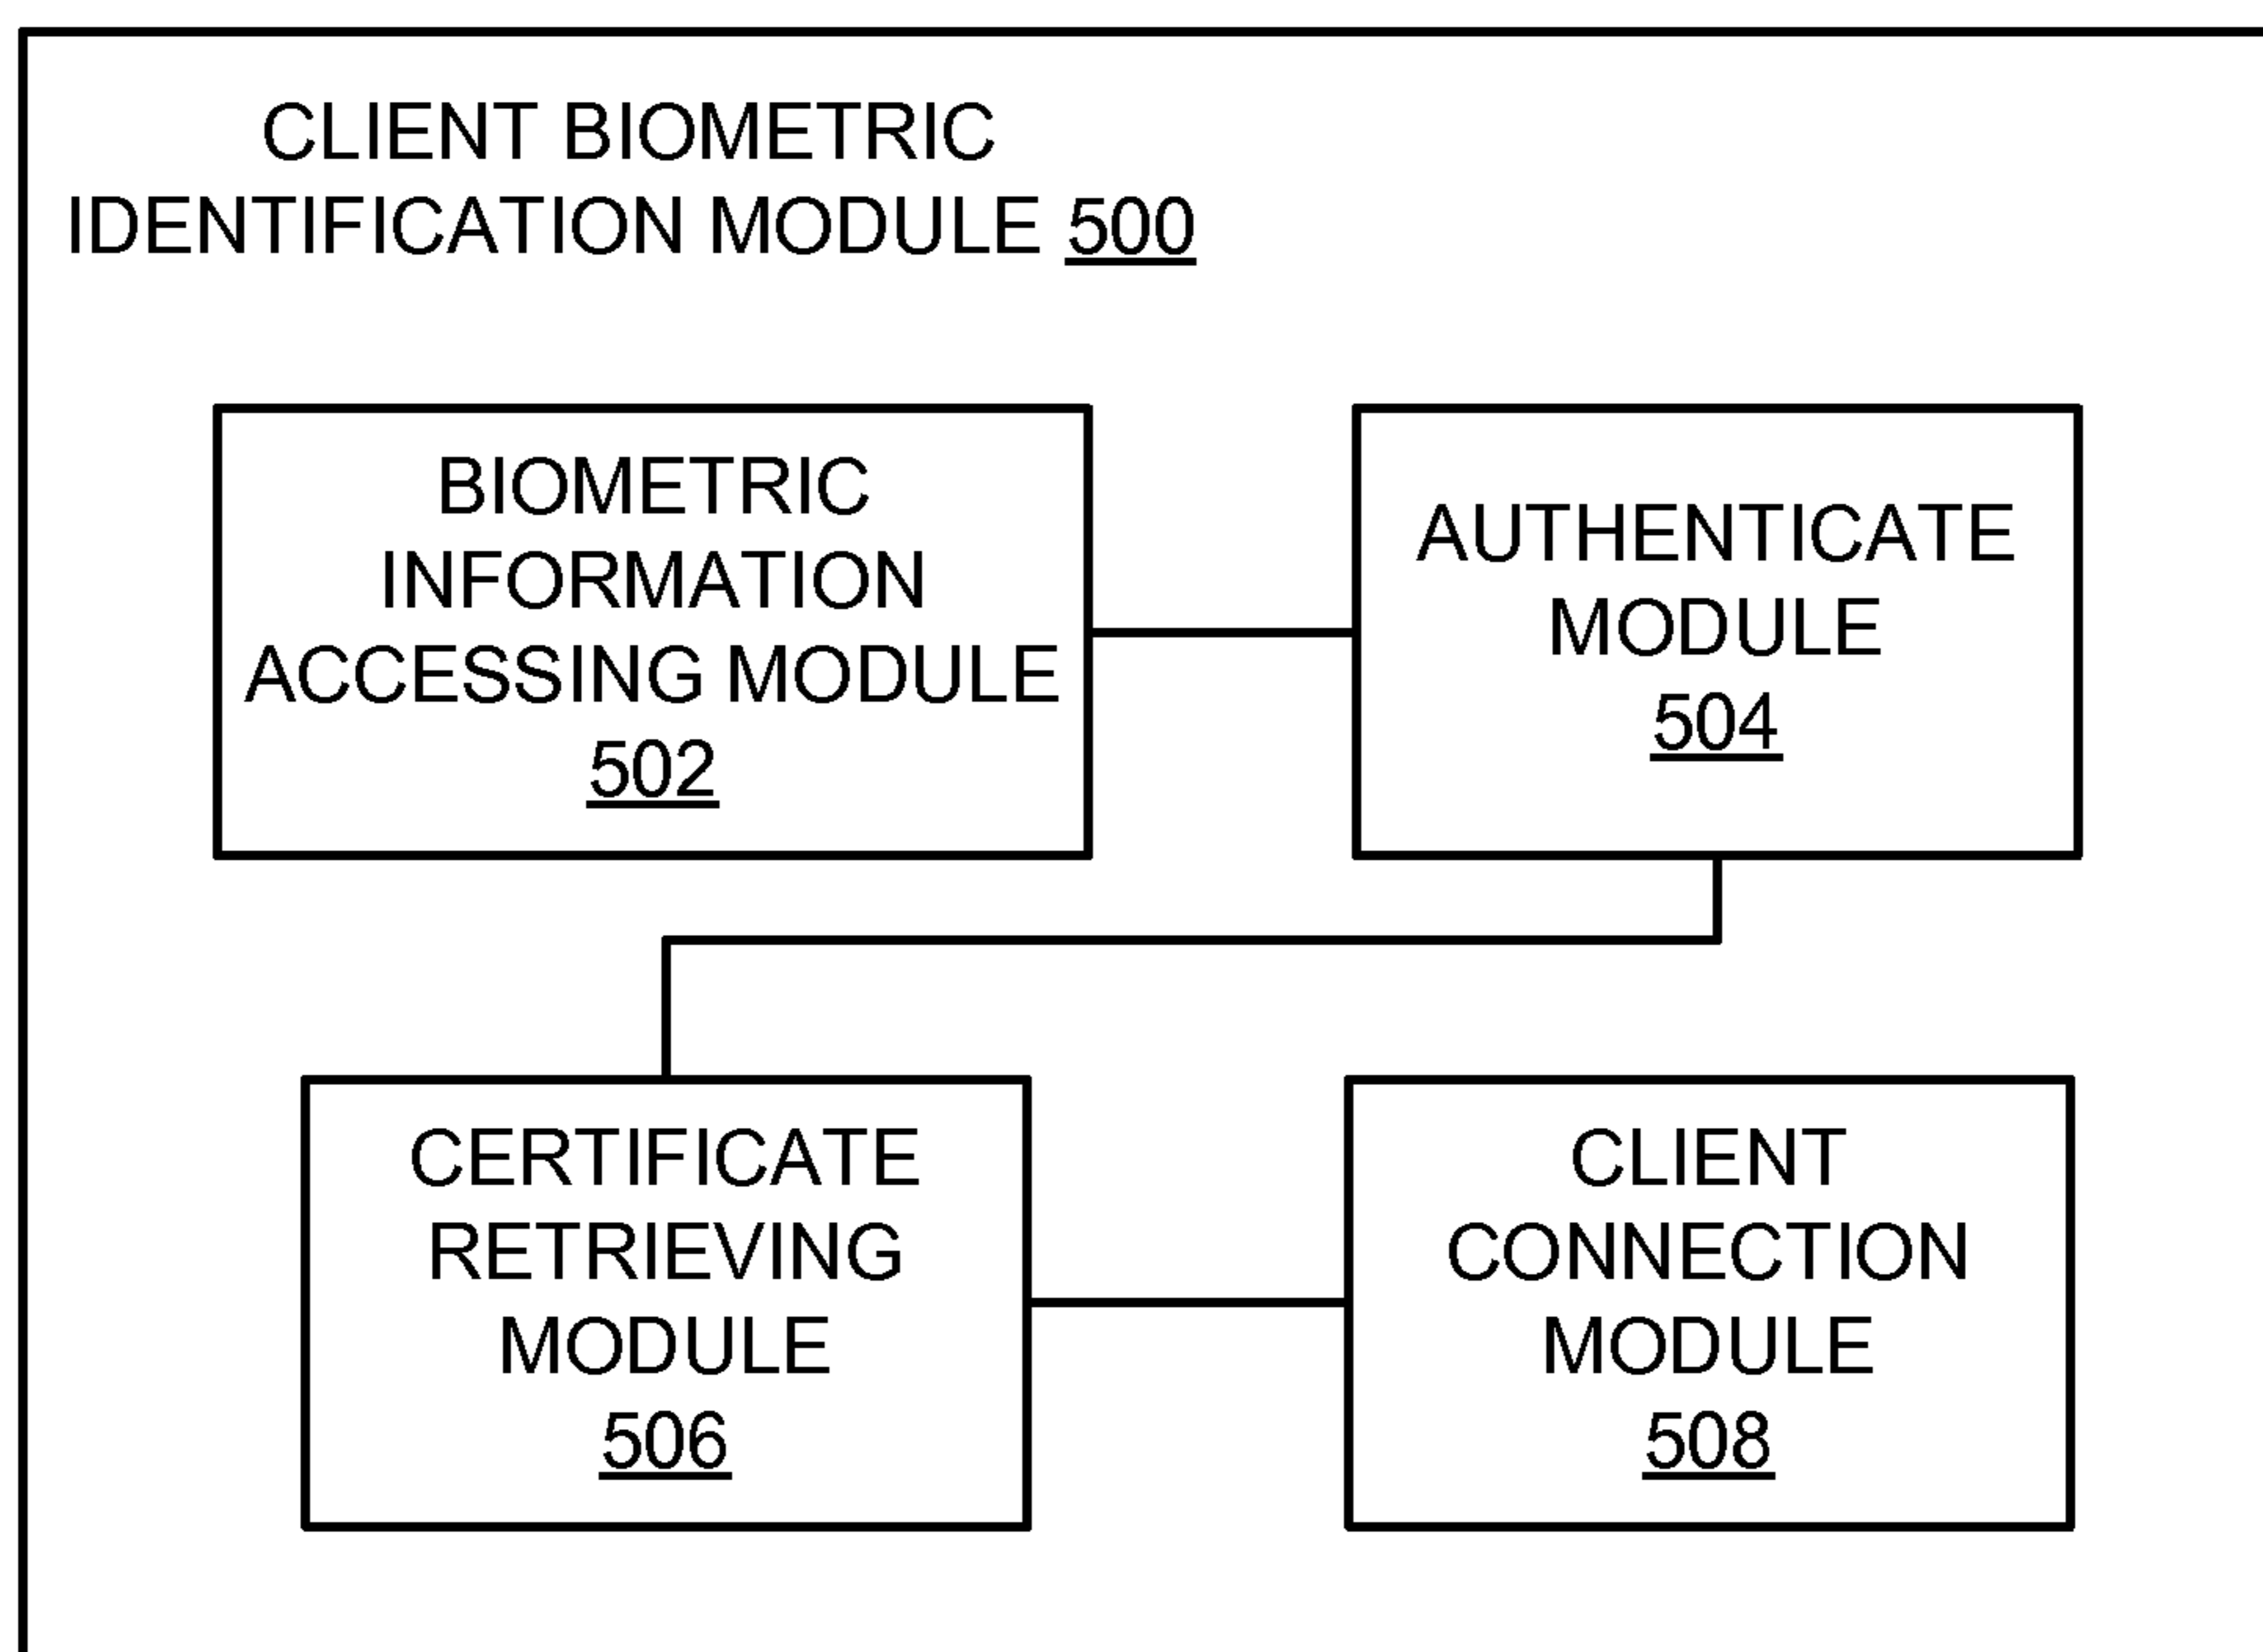 CLIENT BIOMETRIC
IDENTIFICATION MODULE 500
BIOMETRIC
INFORMATION
ACCESSING MODULE
502
AUTHENTICATE
MODULE
504
CERTIFICATE
RETRIEVING
MODULE
506
CLIENT
CONNECTION
MODULE
508